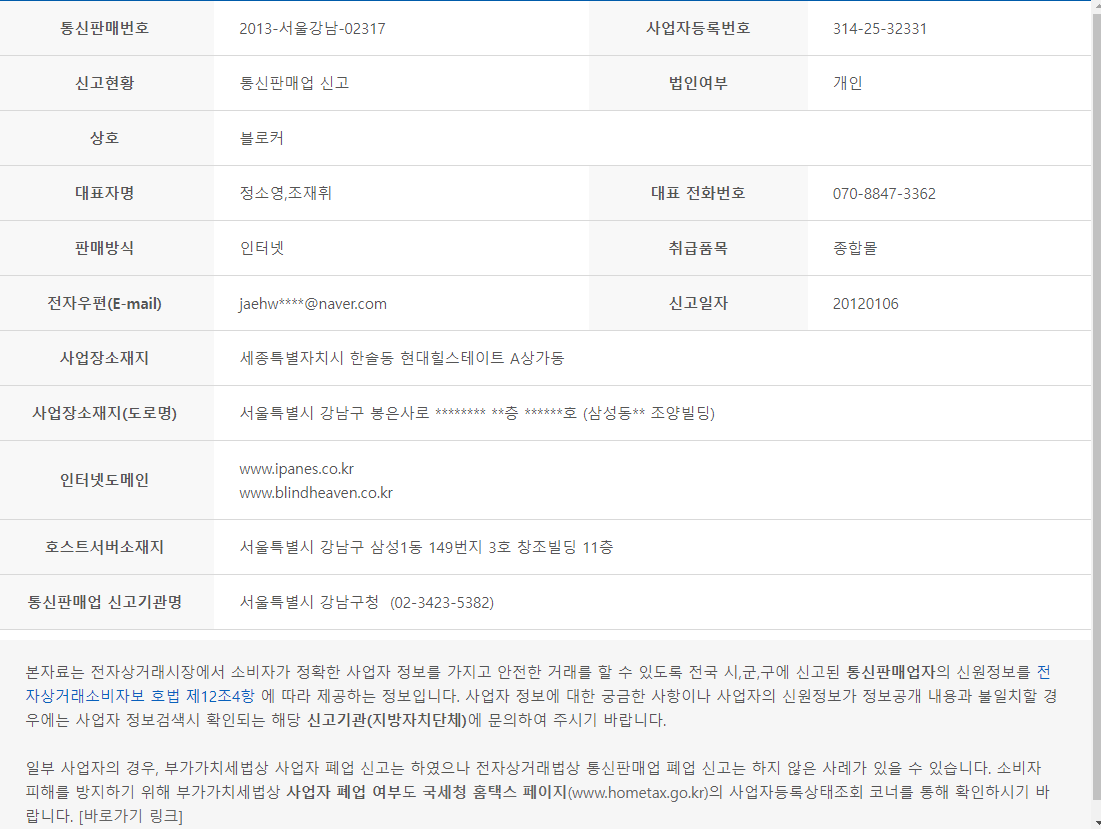 통신판매번호 2013-서울강남-02317 사업자등록번호 314-25-32331
신고현황 통신판매업 신고 법인여부 개인
상호 블로커
대표자명 정소영,조재휘 대표 전화번호 070-8847-3362
판매방식 인터넷 취급품목 종합몰
전자우편(E-mail) jaehw****@naver.com 신고일자 20120106
사업장소재지 세종특별자치시 한솔동 현대힐스테이트 A상가동
사업장소재지(도로명) 서울특별시 강남구 봉은사로 ******** **층 ******호 (삼성동** 조양빌딩)
인터넷도메인 www.ipanes.co.kr
www.blindheaven.co.kr
호스트서버소재지 서울특별시 강남구 삼성1동 149번지 3호 창조빌딩 11층
통신판매업 신고기관명 서울특별시 강남구청 (02-3423-5382)
본자료는 전자상거래시장에서 소비자가 정확한 사업자 정보를 가지고 안전한 거래를 할 수 있도록 전국 시,군,구에 신고된 통신판매업자의 신원정보를 전
자상거래소비자보 호법 제12조4항 에 따라 제공하는 정보입니다. 사업자 정보에 대한 궁금한 사항이나 사업자의 신원정보가 정보공개 내용과 불일치할 경
우에는 사업자 정보검색시 확인되는 해당 신고기관(지방자치단체)에 문의하여 주시기 바랍니다.
일부 사업자의 경우, 부가가치세법상 사업자 폐업 신고는 하였으나 전자상거래법상 통신판매업 폐업 신고는 하지 않은 사례가 있을 수 있습니다. 소비자
피해를 방지하기 위해 부가가치세법상 사업자 폐업 여부도 국세청 홈택스 페이지(www.hometax.go.kr)의 사업자등록상태조회 코너를 통해 확인하시기 바
랍니다. [바로가기 링크]